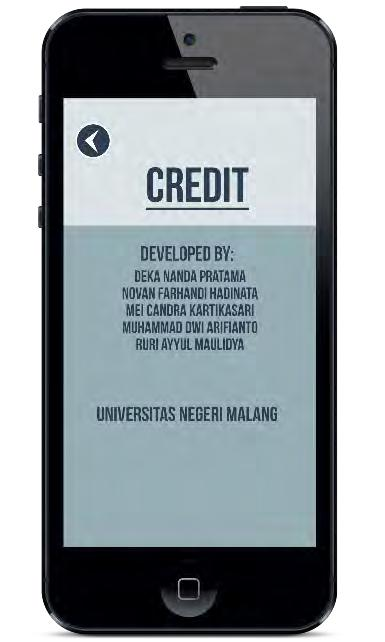 CREDIT
DEVELOPED BY:
DEKA NANDA PRATAMA
NOVAN FARHANDI HADINATA
MEI CANDRA KARTIKASARI
MUHAMMAD DWI ARIFIANTO
RURI AYYUL MAULIDYA
UNIVERSITAS NEGERI MALANG